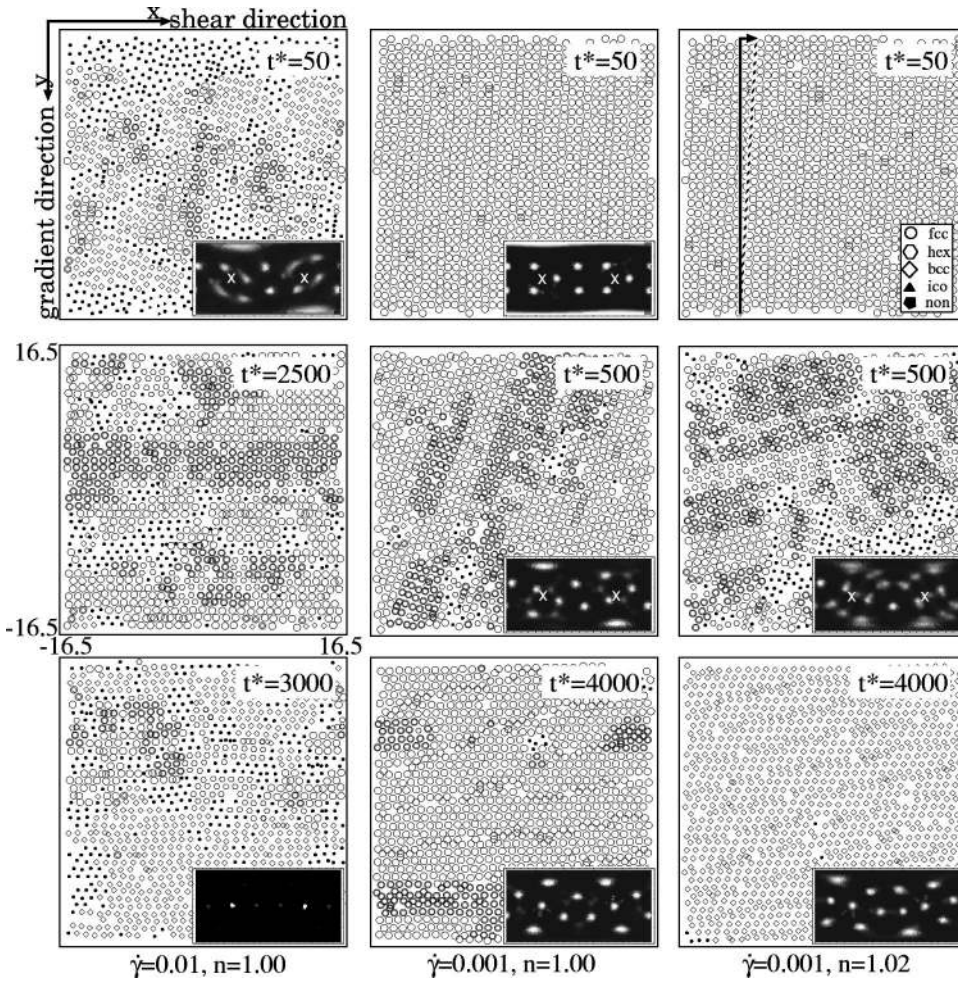 x shear direction
y
gradient direction
t*=50
t*=50
t*=50
X X
X X
fcc
hex
bcc
ico
non
16.5
-16.5
t*=2500
t*=500
t*=500
X X
X X
-16.5 16.5
t*=3000
t*=4000
t*=4000
γ̇=0.01, n=1.00
γ̇=0.001, n=1.00
γ̇=0.001, n=1.02